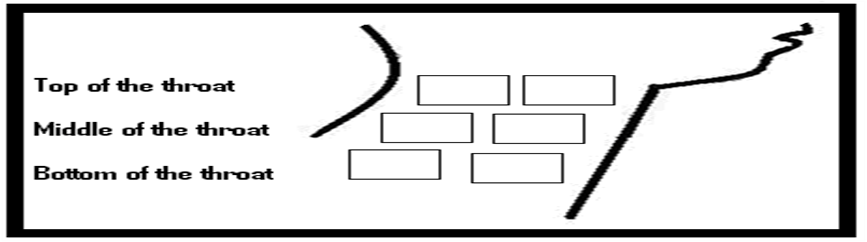 Top of the throat
Middle of the throat
Bottom of the throat